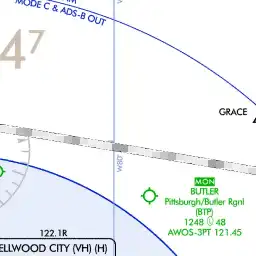 MODE C & ADS-B OUT
47
GRACE
W80°
MON
BUTLER
Pittsburgh/Butler Rgnl
(BTP)
1248 48
AWOS-3PT 121.45
122.1R
ELLWOOD CITY (VH) (H)